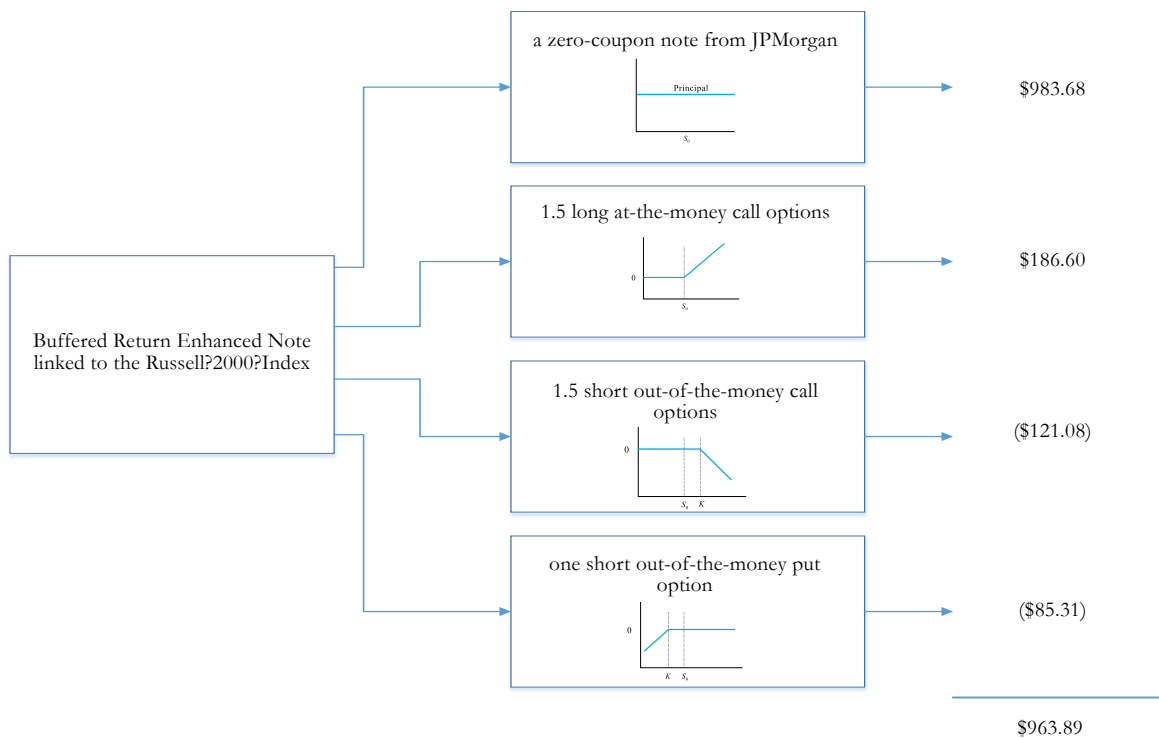 a zero-coupon note from JPMorgan
Principal
S0
$983.68
1.5 long at-the-money call options
0
S0
$186.60
Buffered Return Enhanced Note
linked to the Russell?2000?Index
1.5 short out-of-the-money call
options
0
S0 K
($121.08)
one short out-of-the-money put
option
0
K S0
($85.31)
$963.89